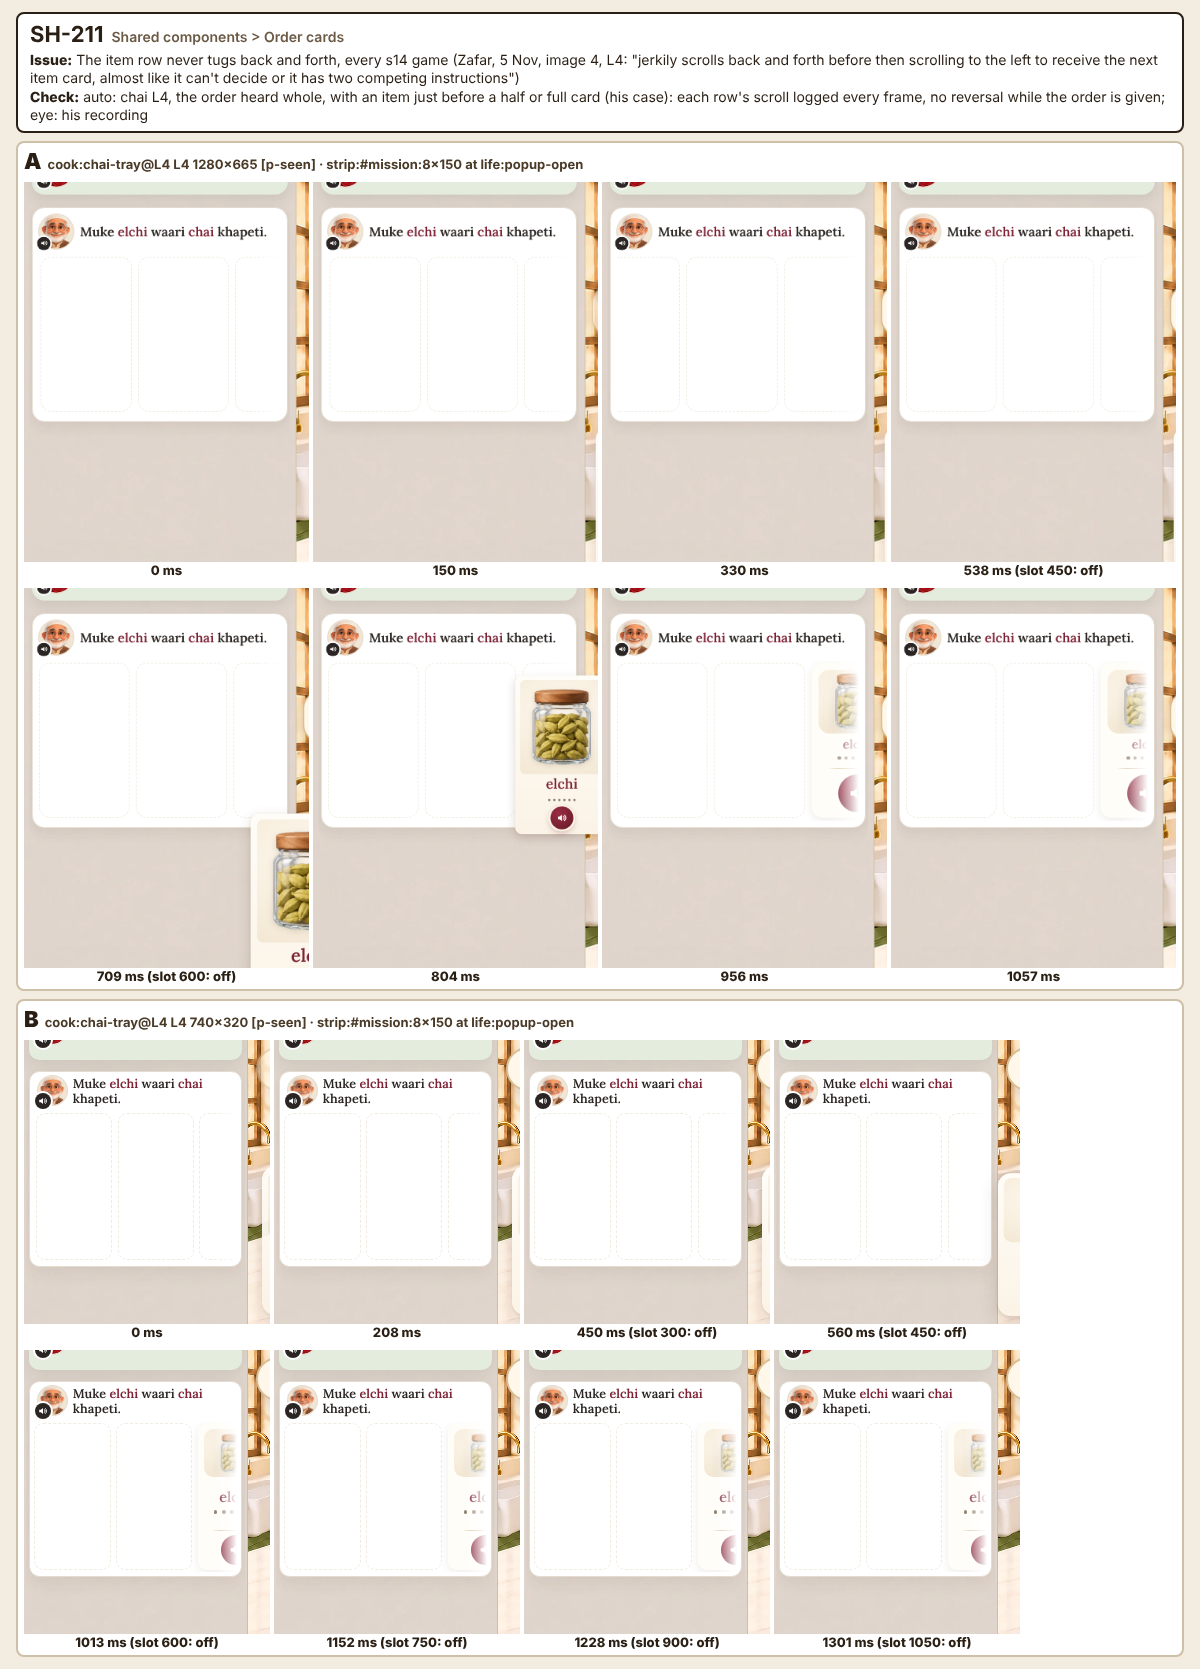 SH-211 Shared components > Order cards
Issue: The item row never tugs back and forth, every s14 game (Zafar, 5 Nov, image 4, L4: "jerkily scrolls back and forth before then scrolling to the left to receive the next
item card, almost like it can't decide or it has two competing instructions")
Check: auto: chai L4, the order heard whole, with an item just before a half or full card (his case): each row's scroll logged every frame, no reversal while the order is given;
eye: his recording
A cook:chai-tray@L4 L4 1280×665 [p-seen] · strip:#mission:8×150 at life:popup-open
Muke elchi waari chai khapeti.
Muke elchi waari chai khapeti.
Muke elchi waari chai khapeti.
Muke elchi waari chai khapeti.
0 ms
150 ms
330 ms
538 ms (slot 450: off)
Muke elchi waari chai khapeti.
Muke elchi waari chai khapeti.
Muke elchi waari chai khapeti.
Muke elchi waari chai khapeti.
el
elchi
elc
elc
709 ms (slot 600: off)
804 ms
956 ms
1057 ms
B cook:chai-tray@L4 L4 740×320 [p-seen] · strip:#mission:8×150 at life:popup-open
Muke elchi waari chai
khapeti.
Muke elchi waari chai
khapeti.
Muke elchi waari chai
khapeti.
Muke elchi waari chai
khapeti.
0 ms
208 ms
450 ms (slot 300: off)
560 ms (slot 450: off)
Muke elchi waari chai
khapeti.
elc
Muke elchi waari chai
khapeti.
elc
Muke elchi waari chai
khapeti.
elc
Muke elchi waari chai
khapeti.
elc
1013 ms (slot 600: off)
1152 ms (slot 750: off)
1228 ms (slot 900: off)
1301 ms (slot 1050: off)